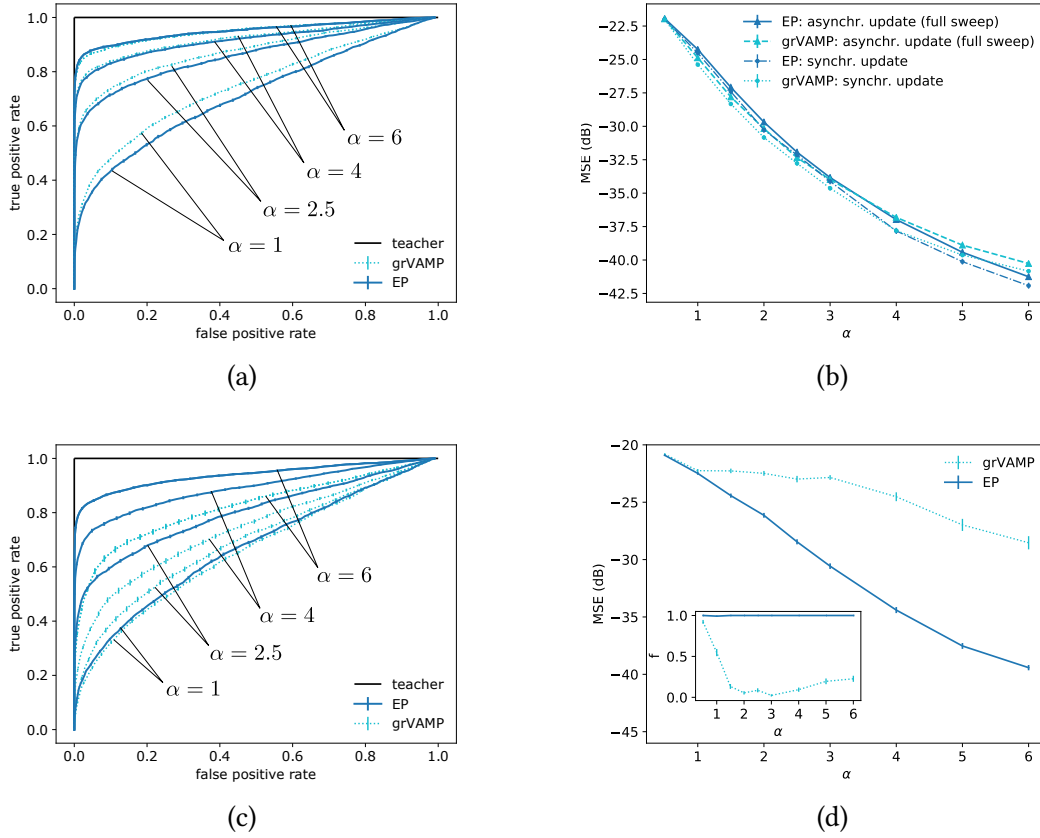 1.0
0.8
0.6
0.4
0.2
0.0
true positive rate
α = 6
α = 4
α = 2.5
α = 1
teacher
grVAMP
EP
0.0 0.2 0.4 0.6 0.8 1.0
false positive rate
(a)
−22.5
−25.0
−27.5
−30.0
−32.5
−35.0
−37.5
−40.0
−42.5
MSE (dB)
EP: asynchr. update (full sweep)
grVAMP: asynchr. update (full sweep)
EP: synchr. update
grVAMP: synchr. update
1 2 3 4 5 6
α
(b)
1.0
0.8
0.6
0.4
0.2
0.0
true positive rate
α = 6
α = 4
α = 2.5
α = 1
teacher
EP
grVAMP
0.0 0.2 0.4 0.6 0.8 1.0
false positive rate
(c)
−20
−25
−30
−35
−40
−45
MSE (dB)
grVAMP
EP
1.0
0.5
0.0
f
1 2 3 4 5 6
α
1 2 3 4 5 6
α
(d)